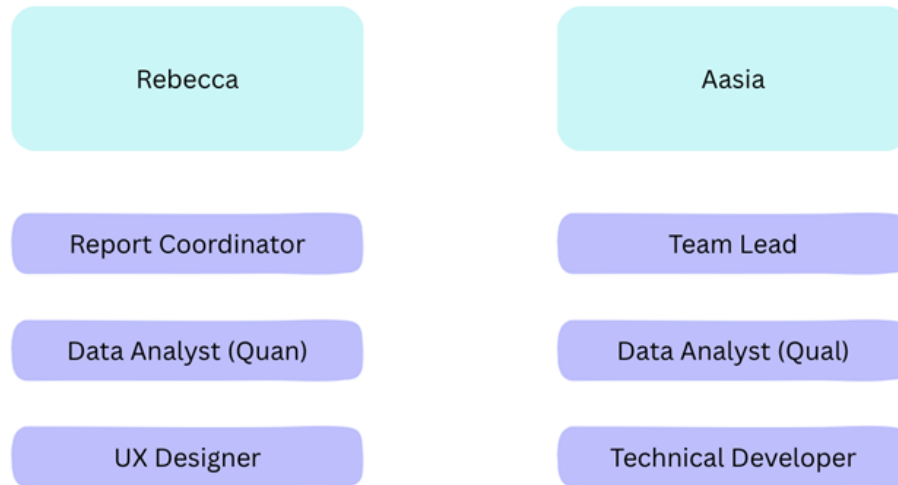 Rebecca
Aasia
Report Coordinator
Team Lead
Data Analyst (Quan)
Data Analyst (Qual)
UX Designer
Technical Developer